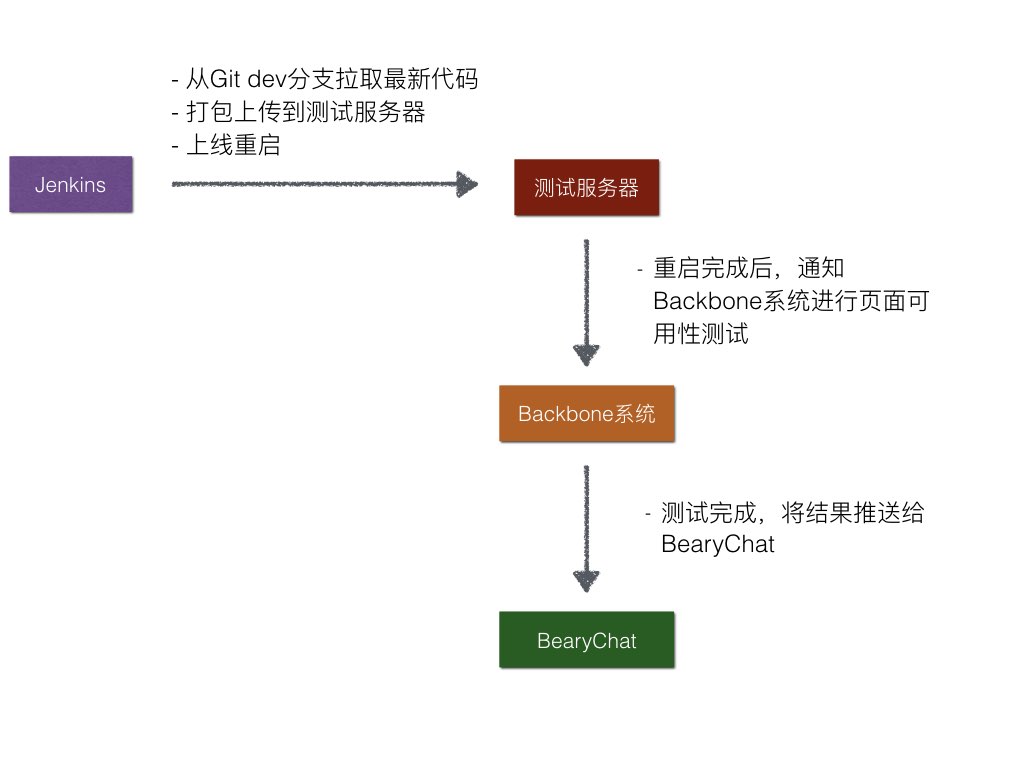 - 从Git dev分支拉取最新代码
- 打包上传到测试服务器
- 上线重启
Jenkins
测试服务器
- 重启完成后，通知
Backbone系统进行页面可
用性测试
Backbone系统
- 测试完成，将结果推送给
BearyChat
BearyChat